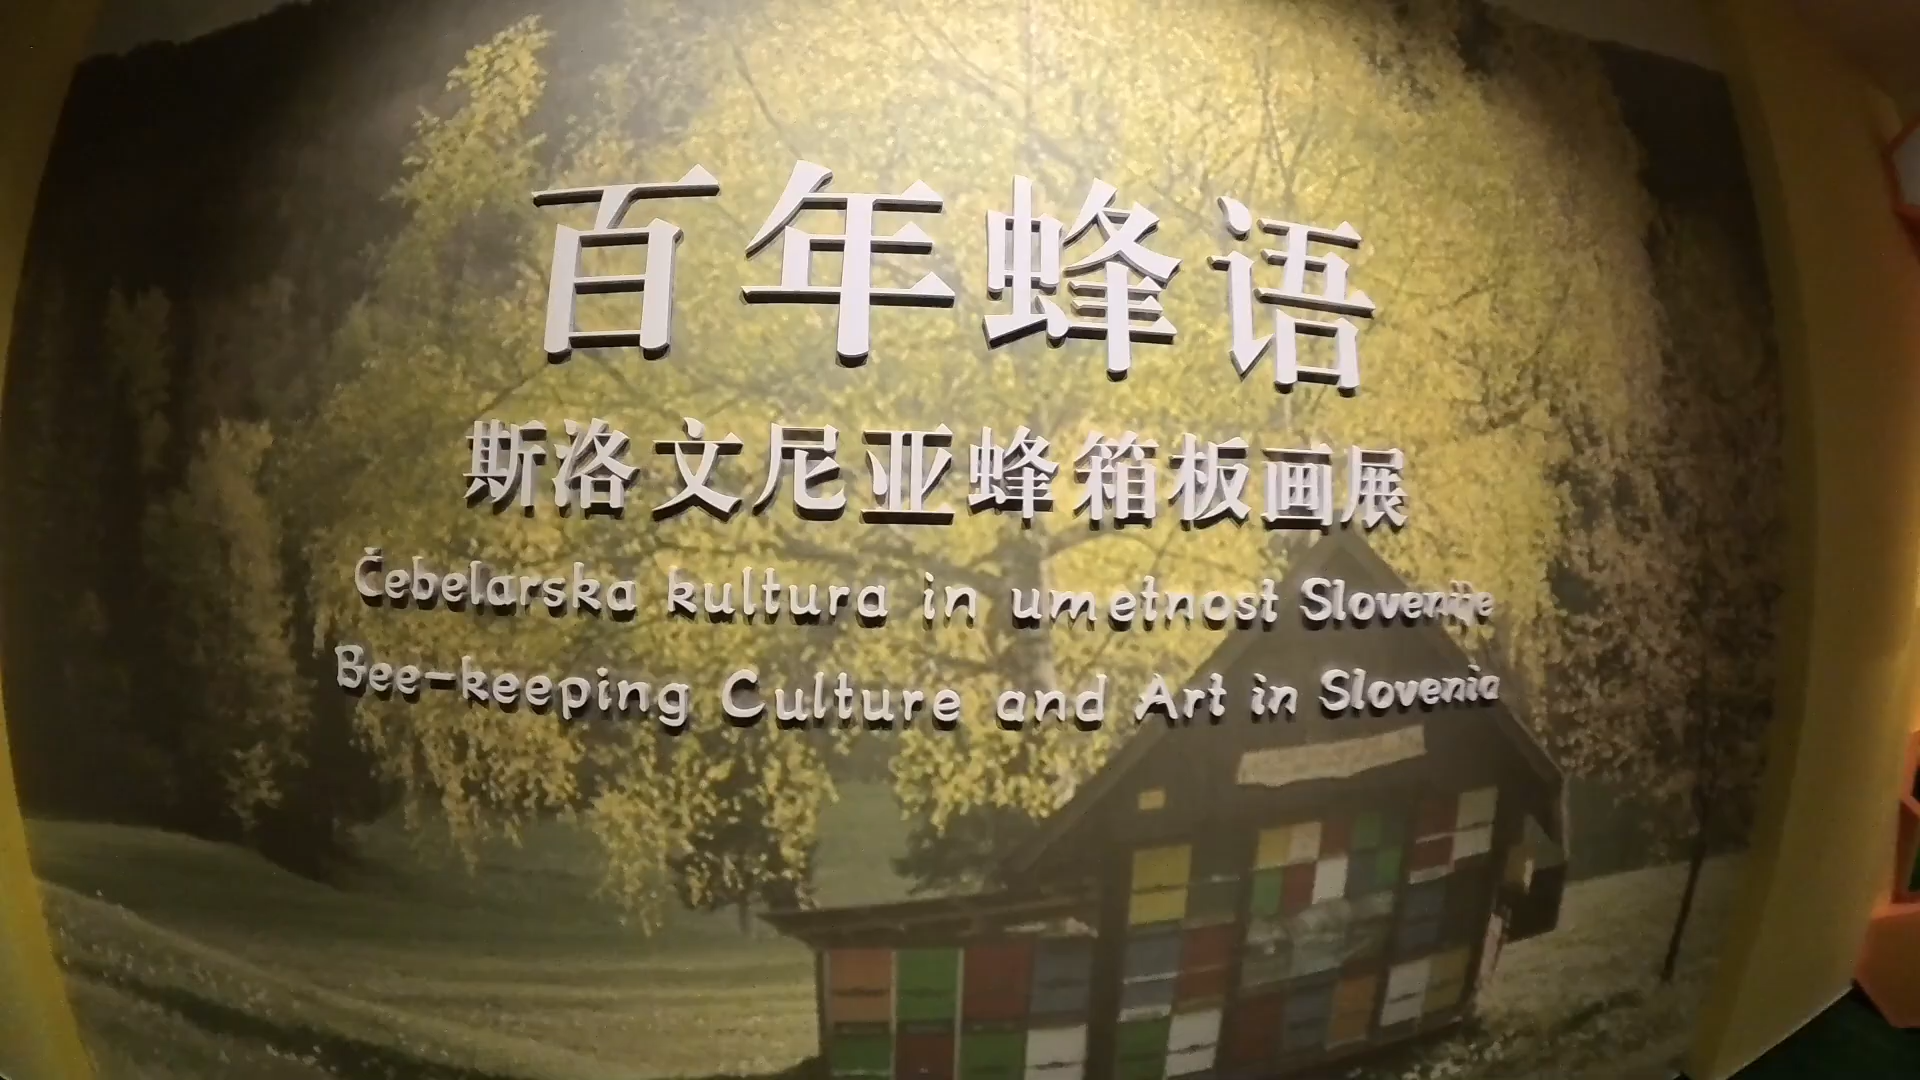 百年蜂语
斯洛文尼亚蜂箱板画展
Čebelarska kultura in umetnost Slovenije
Bee-keeping Culture and Art in Slovenia